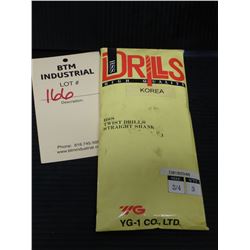 BTM
INDUSTRIAL
LOT #
166
Description:
HSS
DRILLS
HIGH QUALITY
KOREA
HSS
TWIST DRILLS
STRAIGHT SHANK
3/4
3
YG
YG-1 CO., LTD.